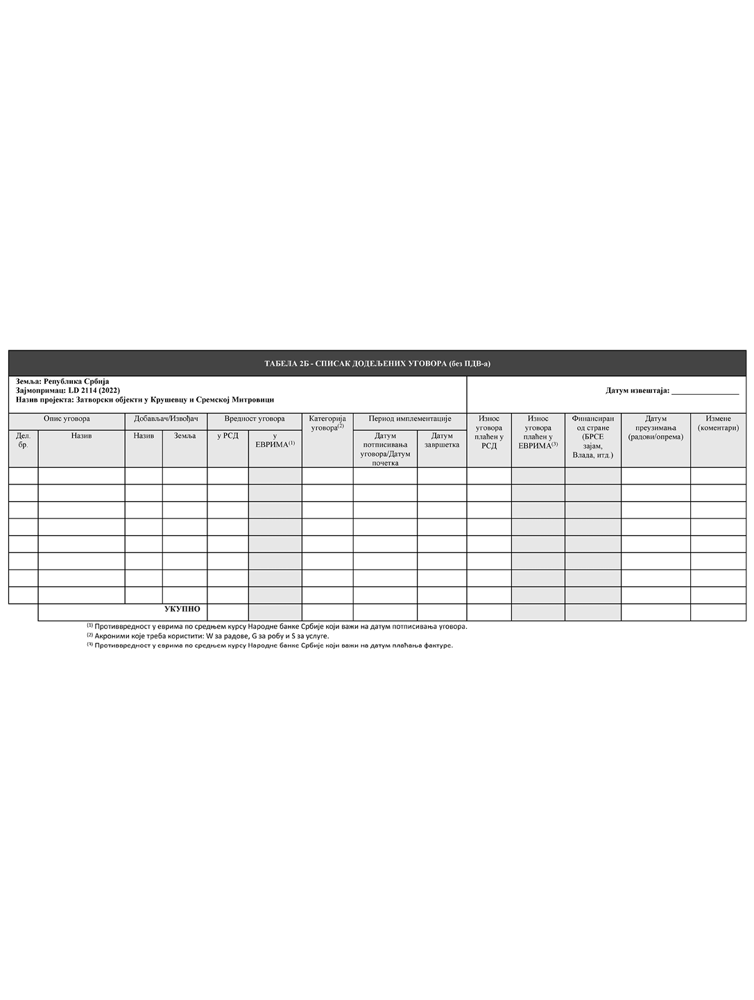 ТАБЕЛА 2Б - СПИСАК ДОДЕЉЕНИХ УГОВОРА (без ПДВ-а)
Земља: Република Србија
Зајмопримац: LD 2114 (2022)
Назив пројекта: Затворски објекти у Крушевцу и Сремској Митровици
Датум извештаја: _______________
Опис уговора
Добављач/Извођач
Вредност уговора
Категорија
уговора(2)
Период имплементације
Износ
уговора
плаћен у
РСД
Износ
уговора
плаћен у
ЕВРИМА(3)
Финансиран
од стране
(БРСЕ
зајам,
Влада, итд.)
Датум
преузимања
(радови/опрема)
Измене
(коментари)
Дел.
бр.
Назив
Назив
Земља
у РСД
у
ЕВРИМА(1)
Датум
потписивања
уговора/Датум
почетка
Датум
завршетка
УКУПНО
(1) Противвредност у еврима по средњем курсу Народне банке Србије који важи на датум потписивања уговора.
(2) Акроними које треба користити: W за радове, G за робу и S за услуге.
(3) Противвредност у еврима по средњем курсу Народне банке Србије који важи на датум плаћања фактуре.